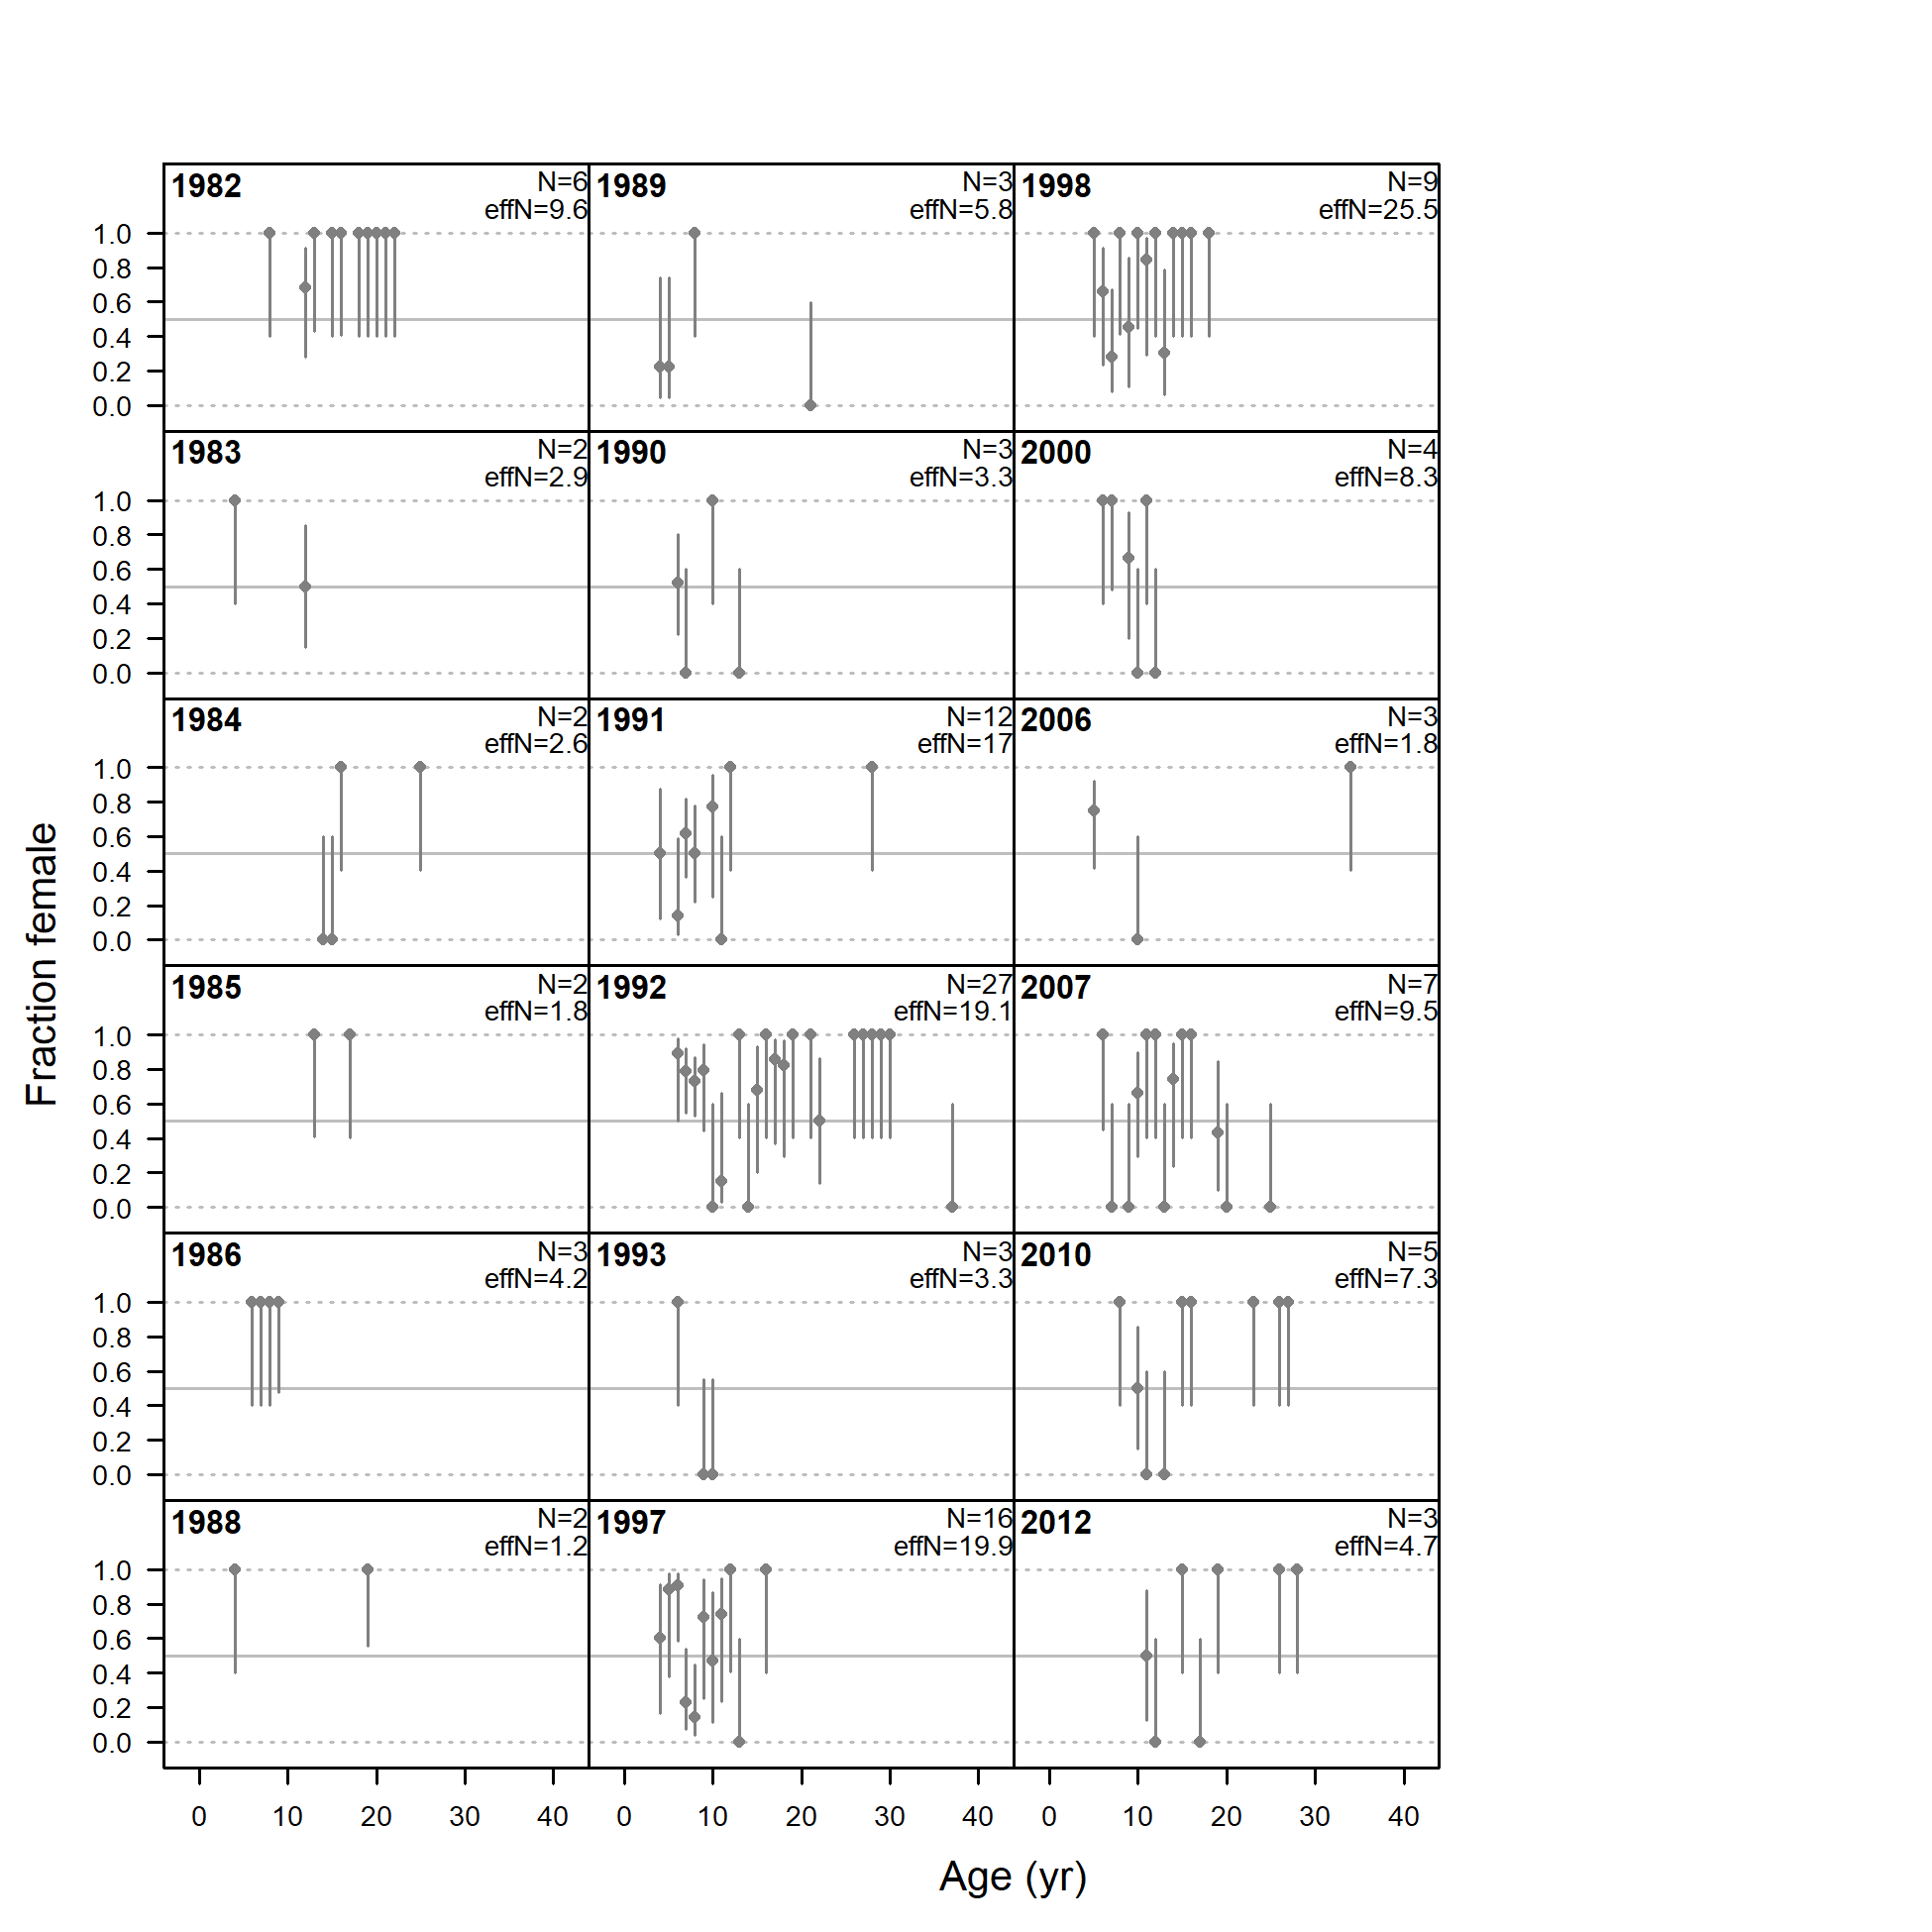 1982
N=6
effN=9.6
1989
N=3
effN=5.8
1998
N=9
effN=25.5
1.0
0.8
0.6
0.4
0.2
0.0
1983
N=2
effN=2.9
1990
N=3
effN=3.3
2000
N=4
effN=8.3
1.0
0.8
0.6
0.4
0.2
0.0
1984
N=2
effN=2.6
1991
N=12
effN=17
2006
N=3
effN=1.8
1.0
0.8
0.6
0.4
0.2
0.0
1985
N=2
effN=1.8
1992
N=27
effN=19.1
2007
N=7
effN=9.5
1.0
0.8
0.6
0.4
0.2
0.0
1986
N=3
effN=4.2
1993
N=3
effN=3.3
2010
N=5
effN=7.3
1.0
0.8
0.6
0.4
0.2
0.0
1988
N=2
effN=1.2
1997
N=16
effN=19.9
2012
N=3
effN=4.7
1.0
0.8
0.6
0.4
0.2
0.0
0 10 20 30 40 0 10 20 30 40 0 10 20 30 40
Age (yr)
Fraction female